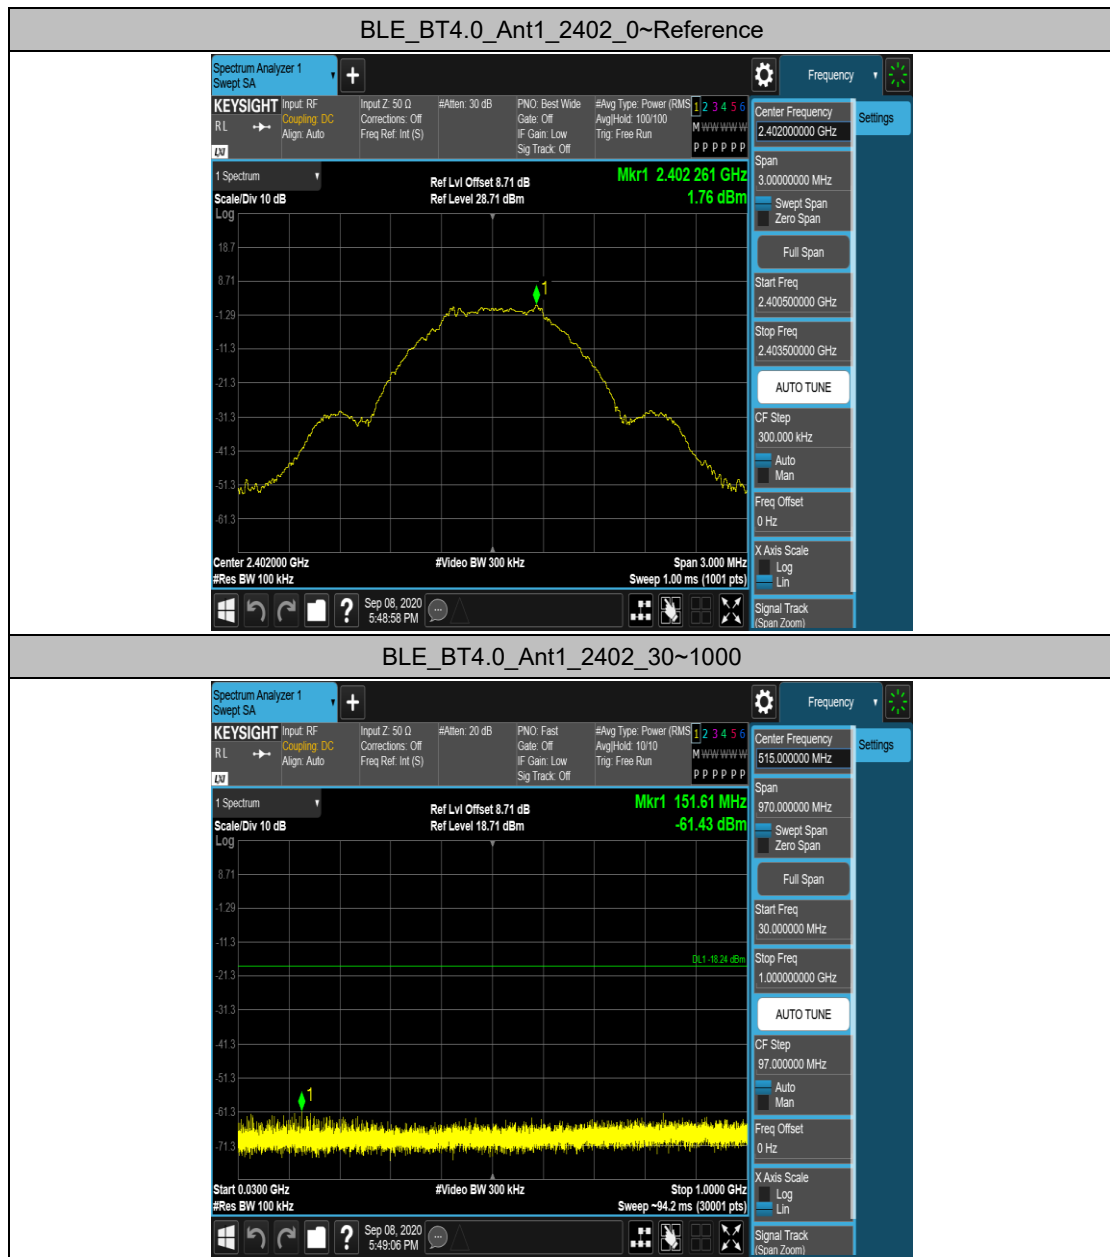 BLE_BT4.0_Ant1_2402_0~Reference
Spectrum Analyzer 1
Swept SA
Frequency
KEYSIGHT
RL
LXI
Input: RF
Coupling: DC
Align: Auto
Input Z: 50 Ω
Corrections: Off
Freq Ref: Int (S)
#Atten: 30 dB
PNO: Best Wide
Gate: Off
IF Gain: Low
Sig Track: Off
#Avg Type: Power (RMS
Avg|Hold: 100/100
Trig: Free Run
1 2 3 4 5 6
M W W W W W
P P P P P P
Center Frequency
2.402000000 GHz
Settings
Span
3.00000000 MHz
Swept Span
Zero Span
Full Span
Start Freq
2.400500000 GHz
Stop Freq
2.403500000 GHz
AUTO TUNE
CF Step
300.000 kHz
Auto
Man
Freq Offset
0 Hz
X Axis Scale
Log
Lin
Signal Track
(Span Zoom)
1 Spectrum
Scale/Div 10 dB
Log
Ref Lvl Offset 8.71 dB
Ref Level 28.71 dBm
Mkr1 2.402 261 GHz
1.76 dBm
18.7
8.71
1
-1.29
-11.3
-21.3
-31.3
-41.3
-51.3
-61.3
Center 2.402000 GHz
#Res BW 100 kHz
#Video BW 300 kHz
Span 3.000 MHz
Sweep 1.00 ms (1001 pts)
?
Sep 08, 2020
5:48:58 PM
BLE_BT4.0_Ant1_2402_30~1000
Spectrum Analyzer 1
Swept SA
Frequency
KEYSIGHT
RL
LXI
Input: RF
Coupling: DC
Align: Auto
Input Z: 50 Ω
Corrections: Off
Freq Ref: Int (S)
#Atten: 20 dB
PNO: Fast
Gate: Off
IF Gain: Low
Sig Track: Off
#Avg Type: Power (RMS
Avg|Hold: 10/10
Trig: Free Run
1 2 3 4 5 6
M W W W W W
P P P P P P
Center Frequency
515.000000 MHz
Settings
Span
970.000000 MHz
Swept Span
Zero Span
Full Span
Start Freq
30.000000 MHz
Stop Freq
1.000000000 GHz
AUTO TUNE
CF Step
97.000000 MHz
Auto
Man
Freq Offset
0 Hz
X Axis Scale
Log
Lin
Signal Track
(Span Zoom)
1 Spectrum
Scale/Div 10 dB
Log
Ref Lvl Offset 8.71 dB
Ref Level 18.71 dBm
Mkr1 151.61 MHz
-61.43 dBm
8.71
-1.29
-11.3
DL1 -18.24 dBm
-21.3
-31.3
-41.3
-51.3
1
-61.3
-71.3
Start 0.0300 GHz
#Res BW 100 kHz
#Video BW 300 kHz
Stop 1.0000 GHz
Sweep ~94.2 ms (30001 pts)
?
Sep 08, 2020
5:49:06 PM